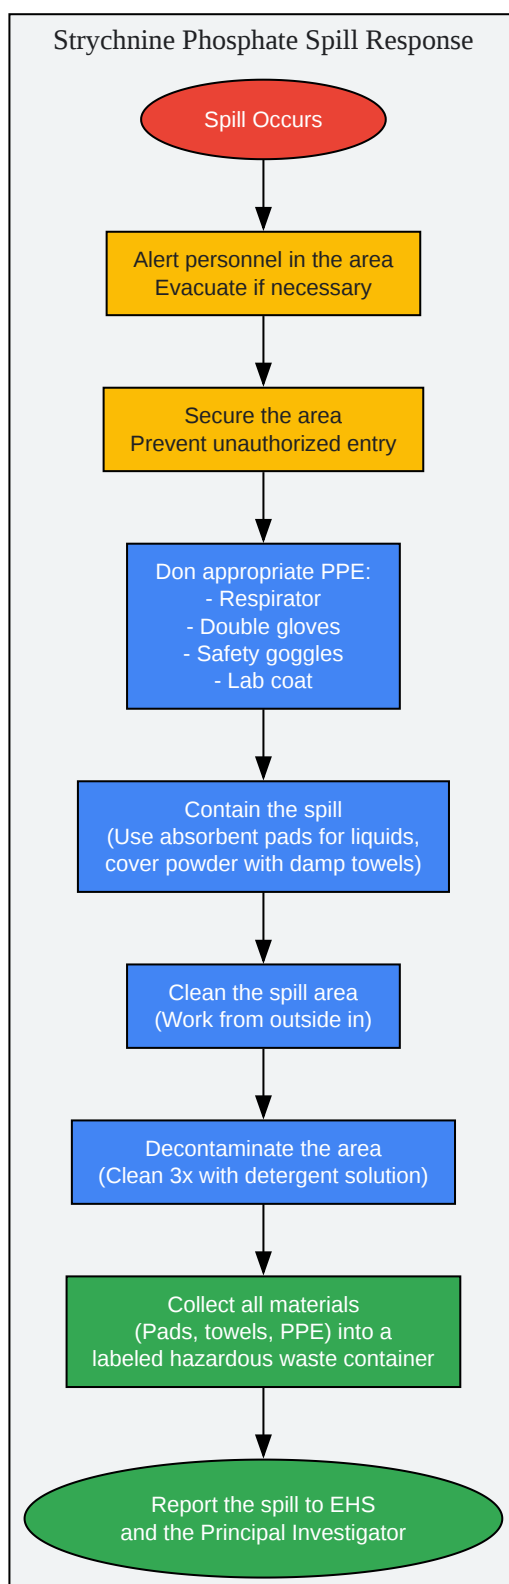 Strychnine Phosphate Spill Response
Spill Occurs
Alert personnel in the area
Evacuate if necessary
Secure the area
Prevent unauthorized entry
Don appropriate PPE:
- Respirator
- Double gloves
- Safety goggles
- Lab coat
Contain the spill
(Use absorbent pads for liquids,
cover powder with damp towels)
Clean the spill area
(Work from outside in)
Decontaminate the area
(Clean 3x with detergent solution)
Collect all materials
(Pads, towels, PPE) into a
labeled hazardous waste container
Report the spill to EHS
and the Principal Investigator